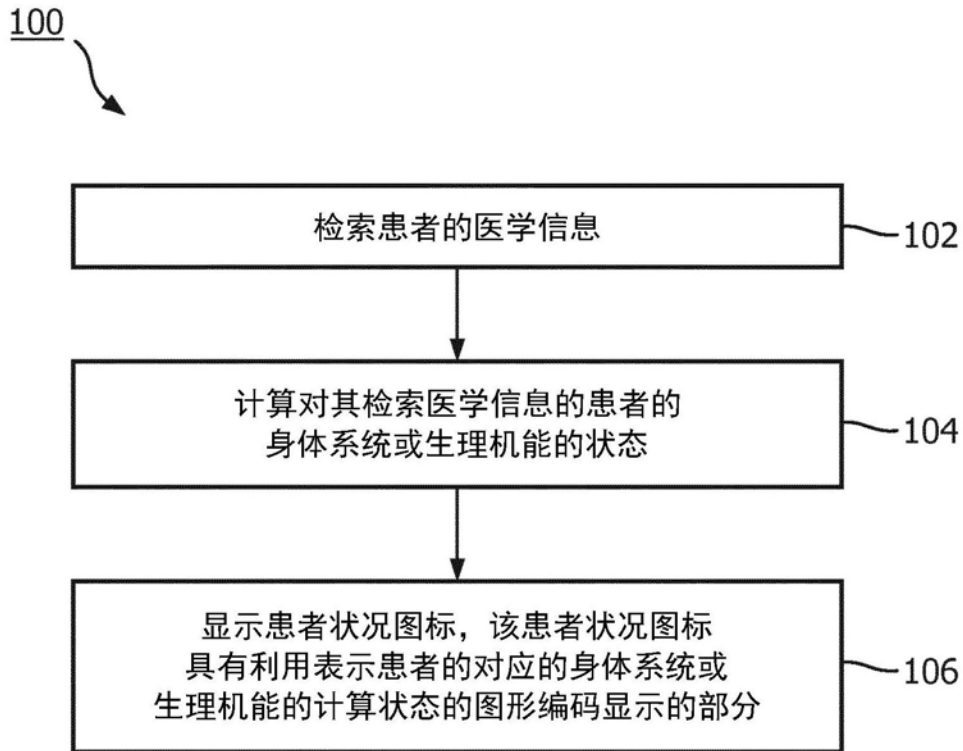 100
检索患者的医学信息
102
计算对其检索医学信息的患者的
身体系统或生理机能的状态
104
显示患者状况图标，该患者状况图标
具有利用表示患者的对应的身体系统或
生理机能的计算状态的图形编码显示的部分
106